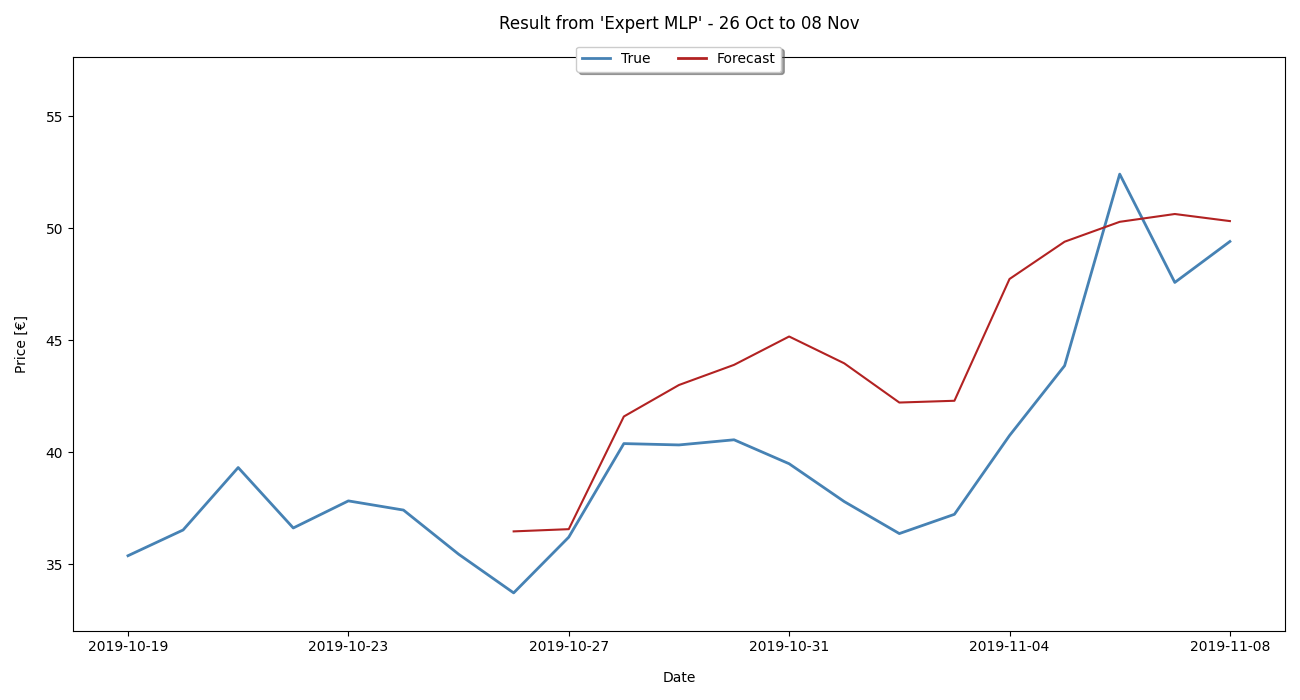 Result from 'Expert MLP' - 26 Oct to 08 Nov
True Forecast
55
50
45
40
35
Price [€]
2019-10-19 2019-10-23 2019-10-27 2019-10-31 2019-11-04 2019-11-08
Date